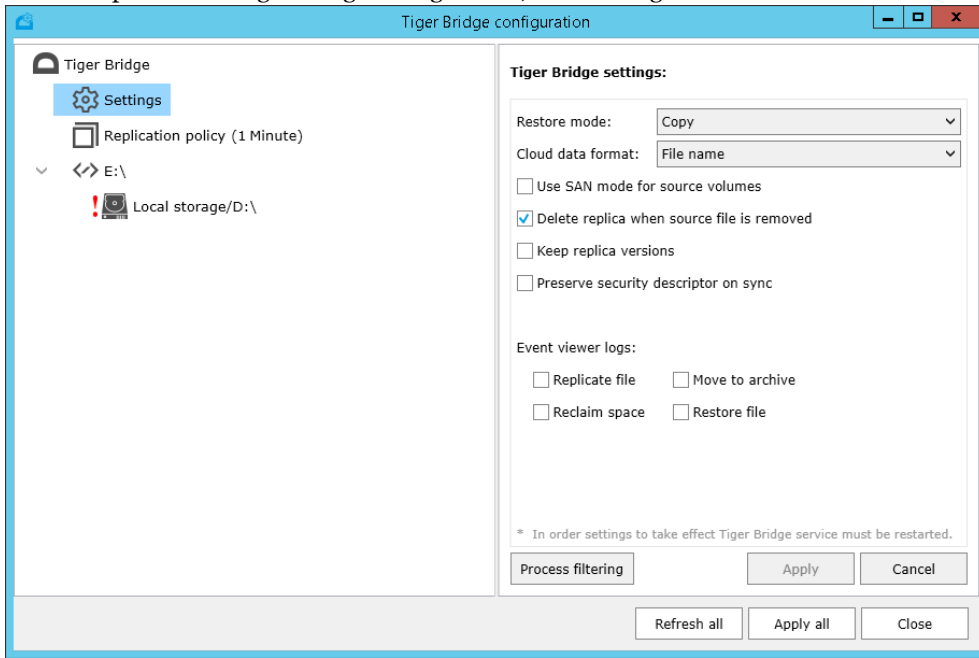 Tiger Bridge configuration
Tiger Bridge
Settings
Replication policy (1 Minute)
E:\
Local storage/D:\
Tiger Bridge settings:
Restore mode: Copy
Cloud data format: File name
Use SAN mode for source volumes
Delete replica when source file is removed
Keep replica versions
Preserve security descriptor on sync
Event viewer logs:
Replicate file Move to archive
Reclaim space Restore file
* In order settings to take effect Tiger Bridge service must be restarted.
Process filtering Apply Cancel
Refresh all Apply all Close